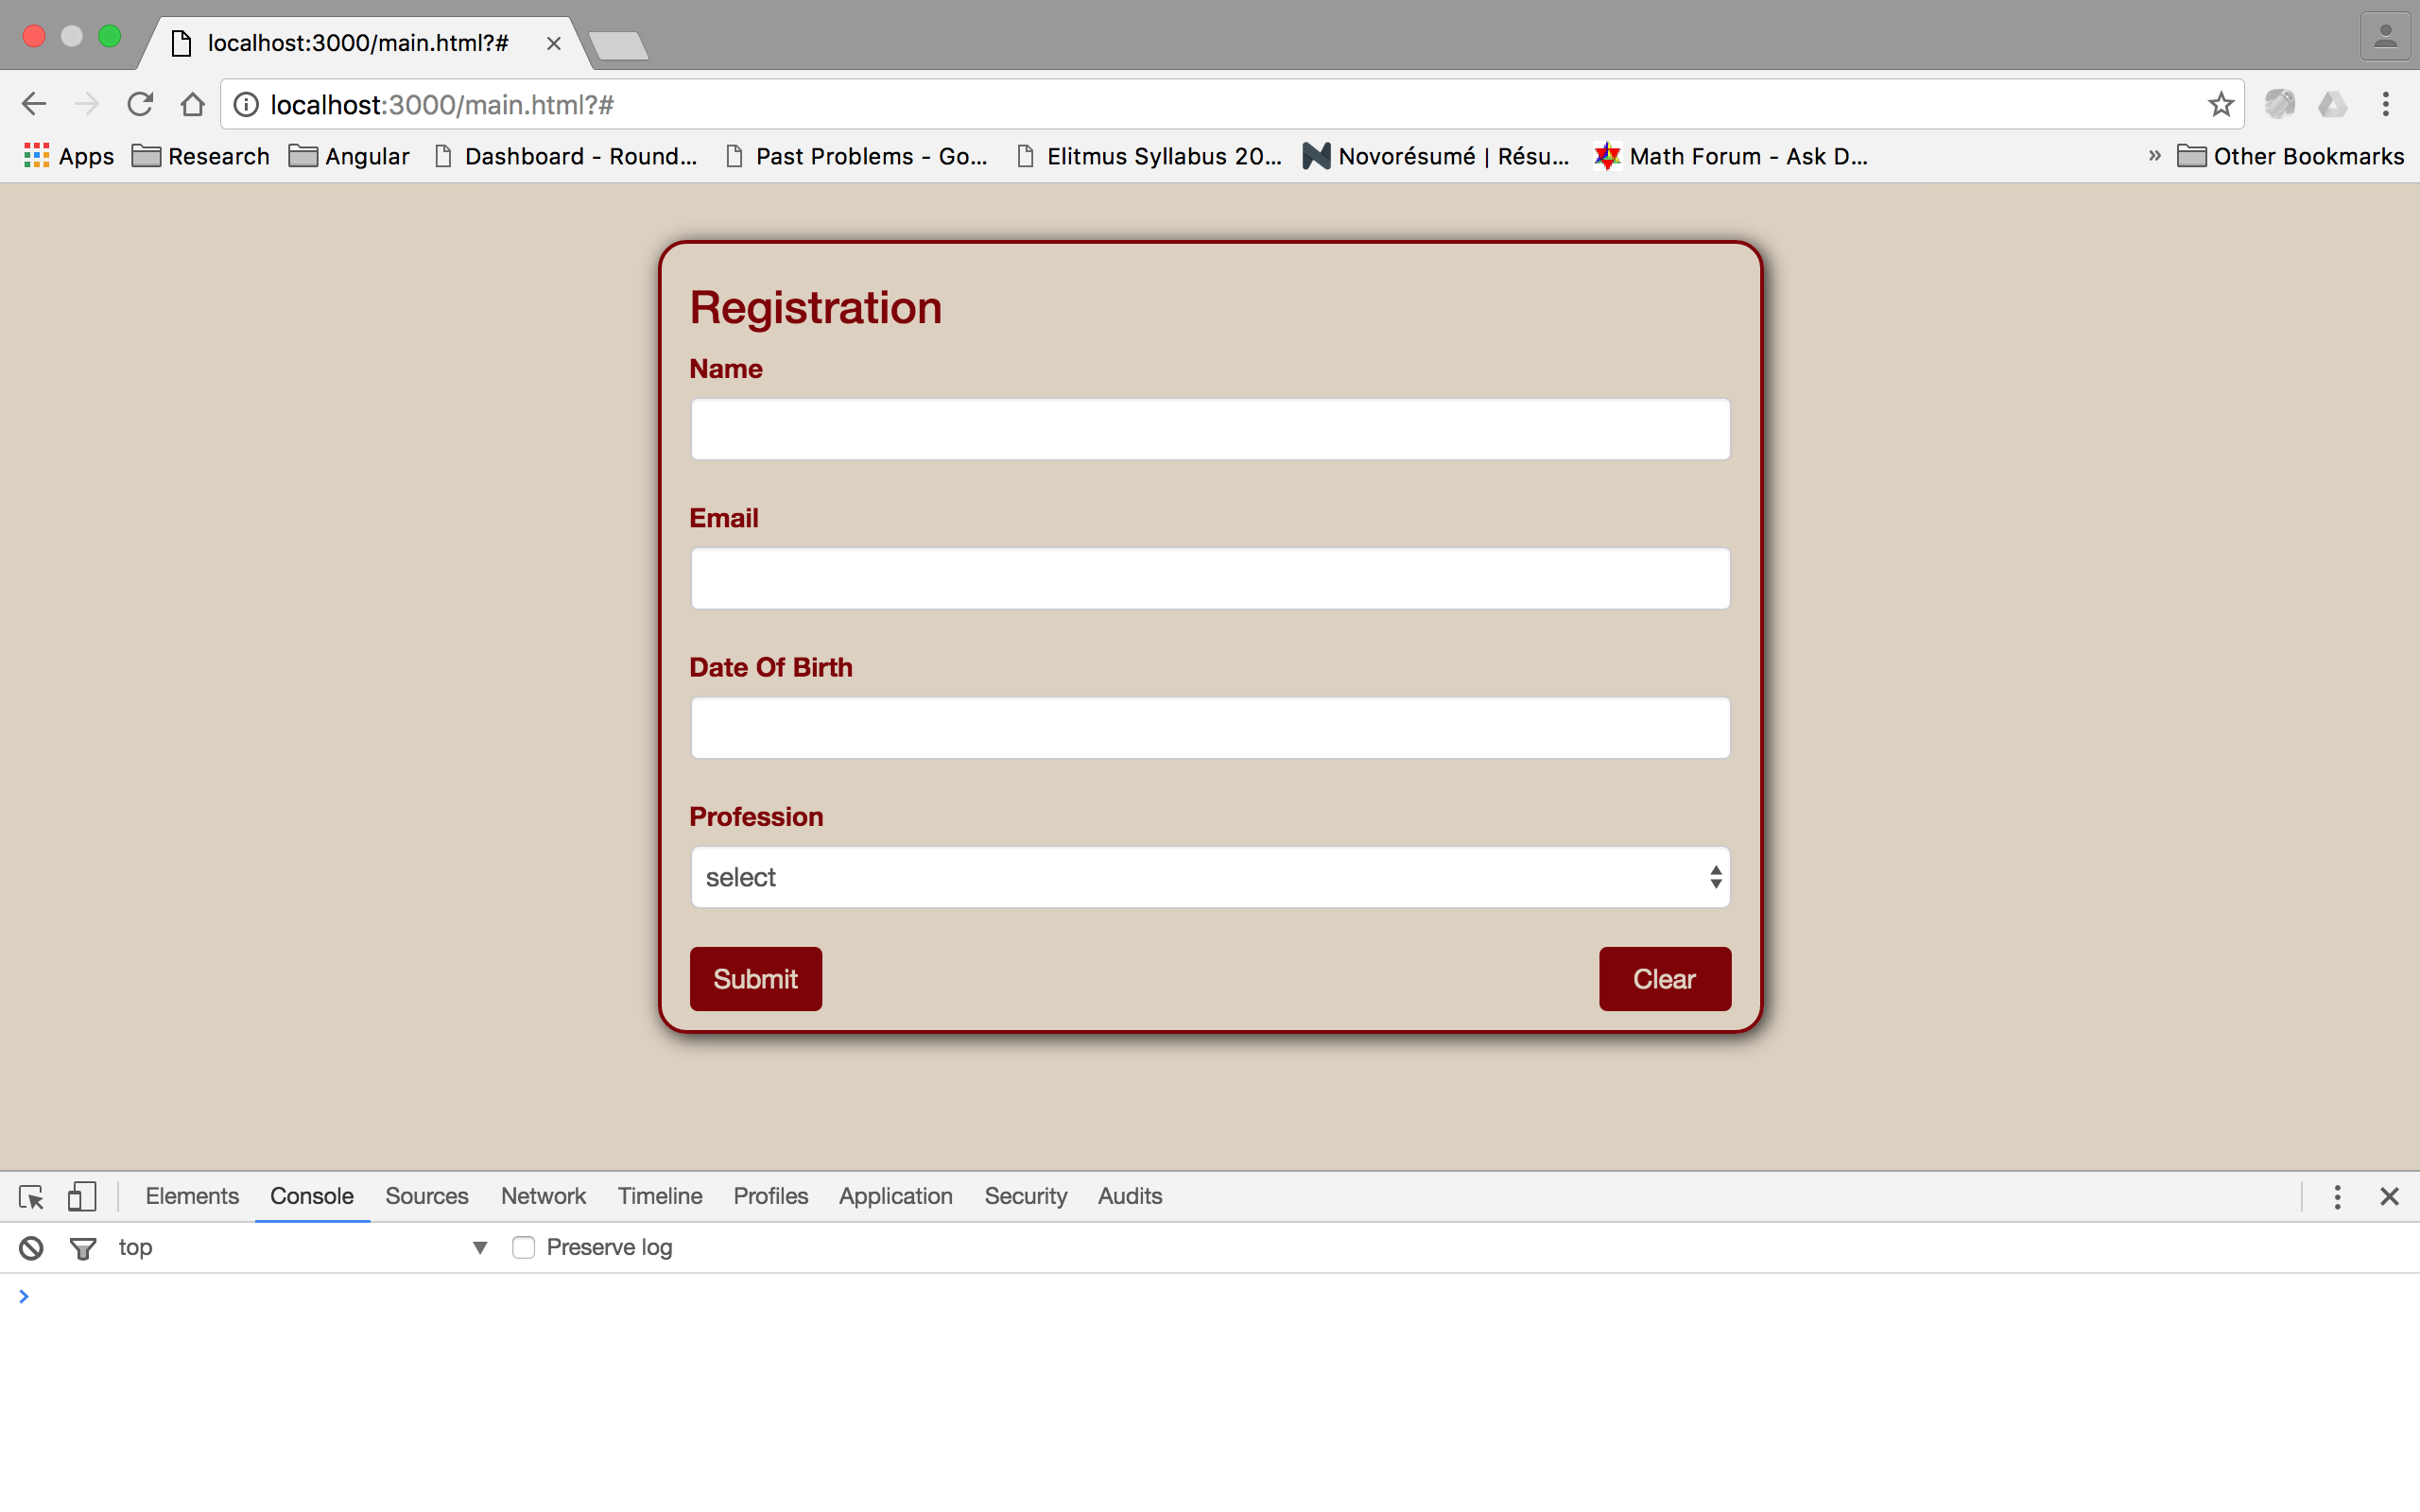 localhost:3000/main.html?#
localhost:3000/main.html?#
Apps Research Angular Dashboard - Round... Past Problems - Go... Elitmus Syllabus 20... Novorésumé | Résu... Math Forum - Ask D... » Other Bookmarks
Registration
Name
Email
Date Of Birth
Profession
select
Submit Clear
Elements Console Sources Network Timeline Profiles Application Security Audits
top Preserve log